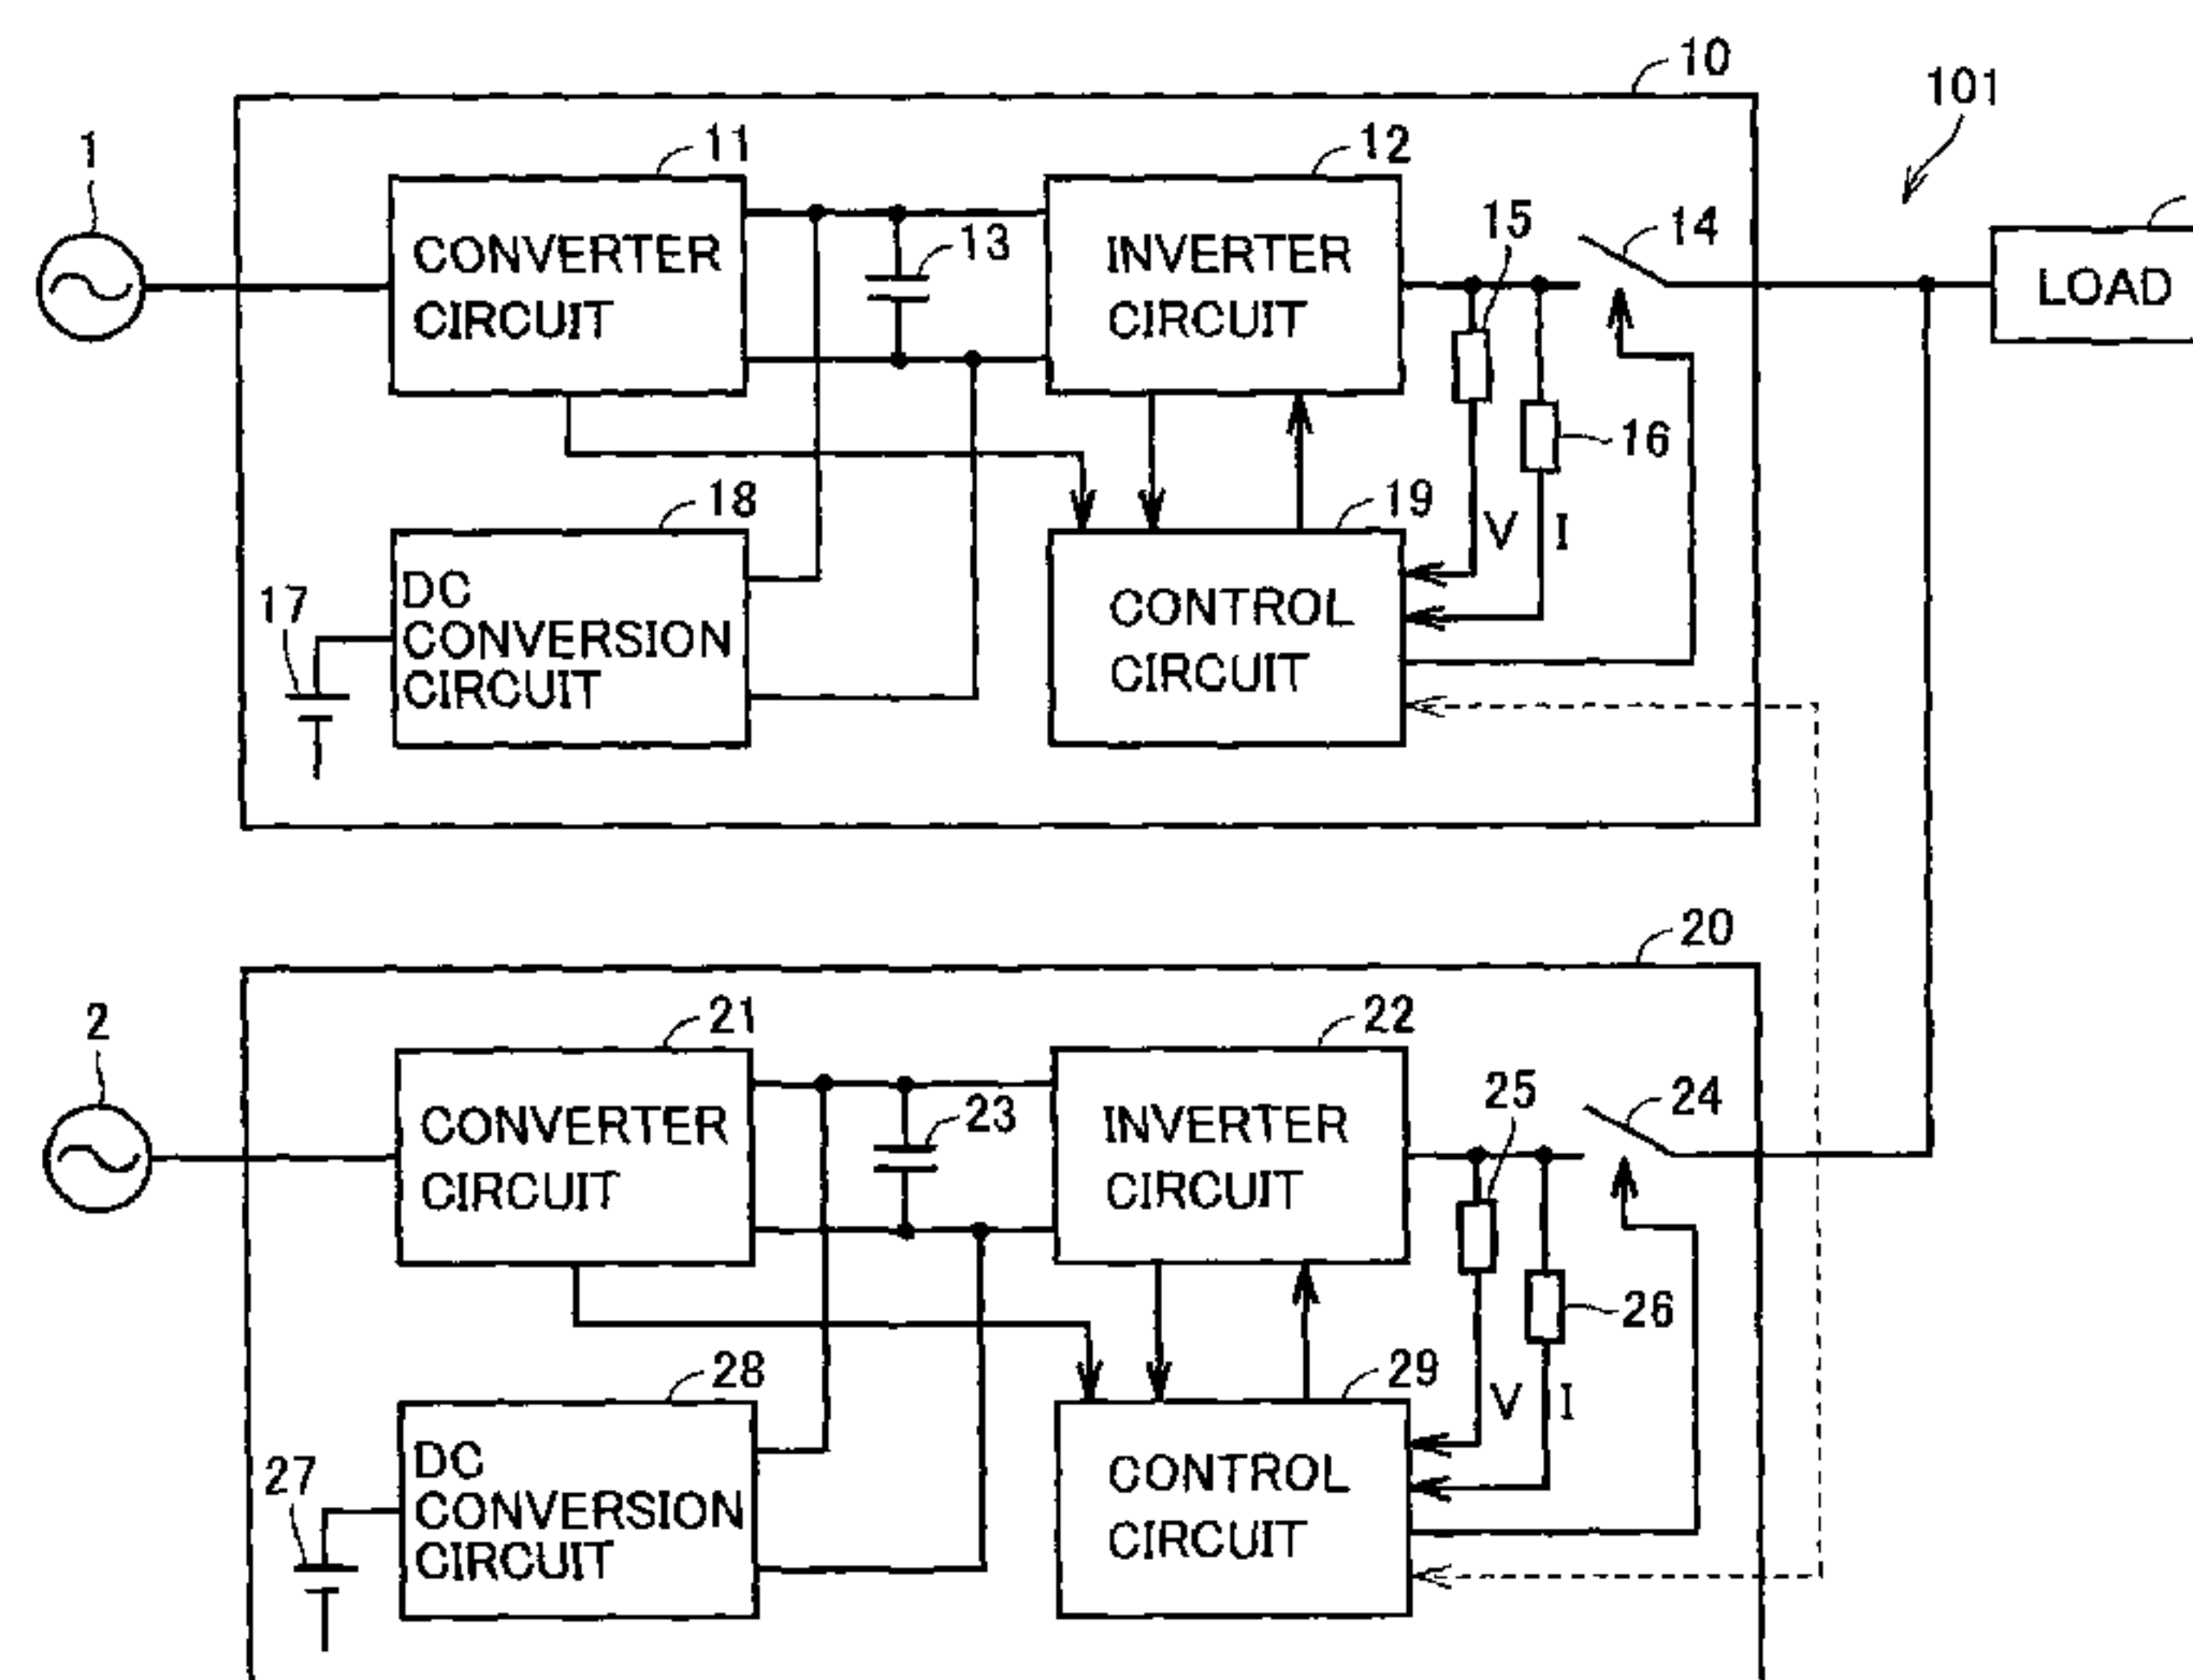 10
101
1
11
12
CONVERTER
CIRCUIT
13
INVERTER
CIRCUIT
15
14
LOAD
16
18
19
V I
17
DC
CONVERSION
CIRCUIT
CONTROL
CIRCUIT
20
2
21
22
CONVERTER
CIRCUIT
23
INVERTER
CIRCUIT
25
24
26
28
29
V I
27
DC
CONVERSION
CIRCUIT
CONTROL
CIRCUIT